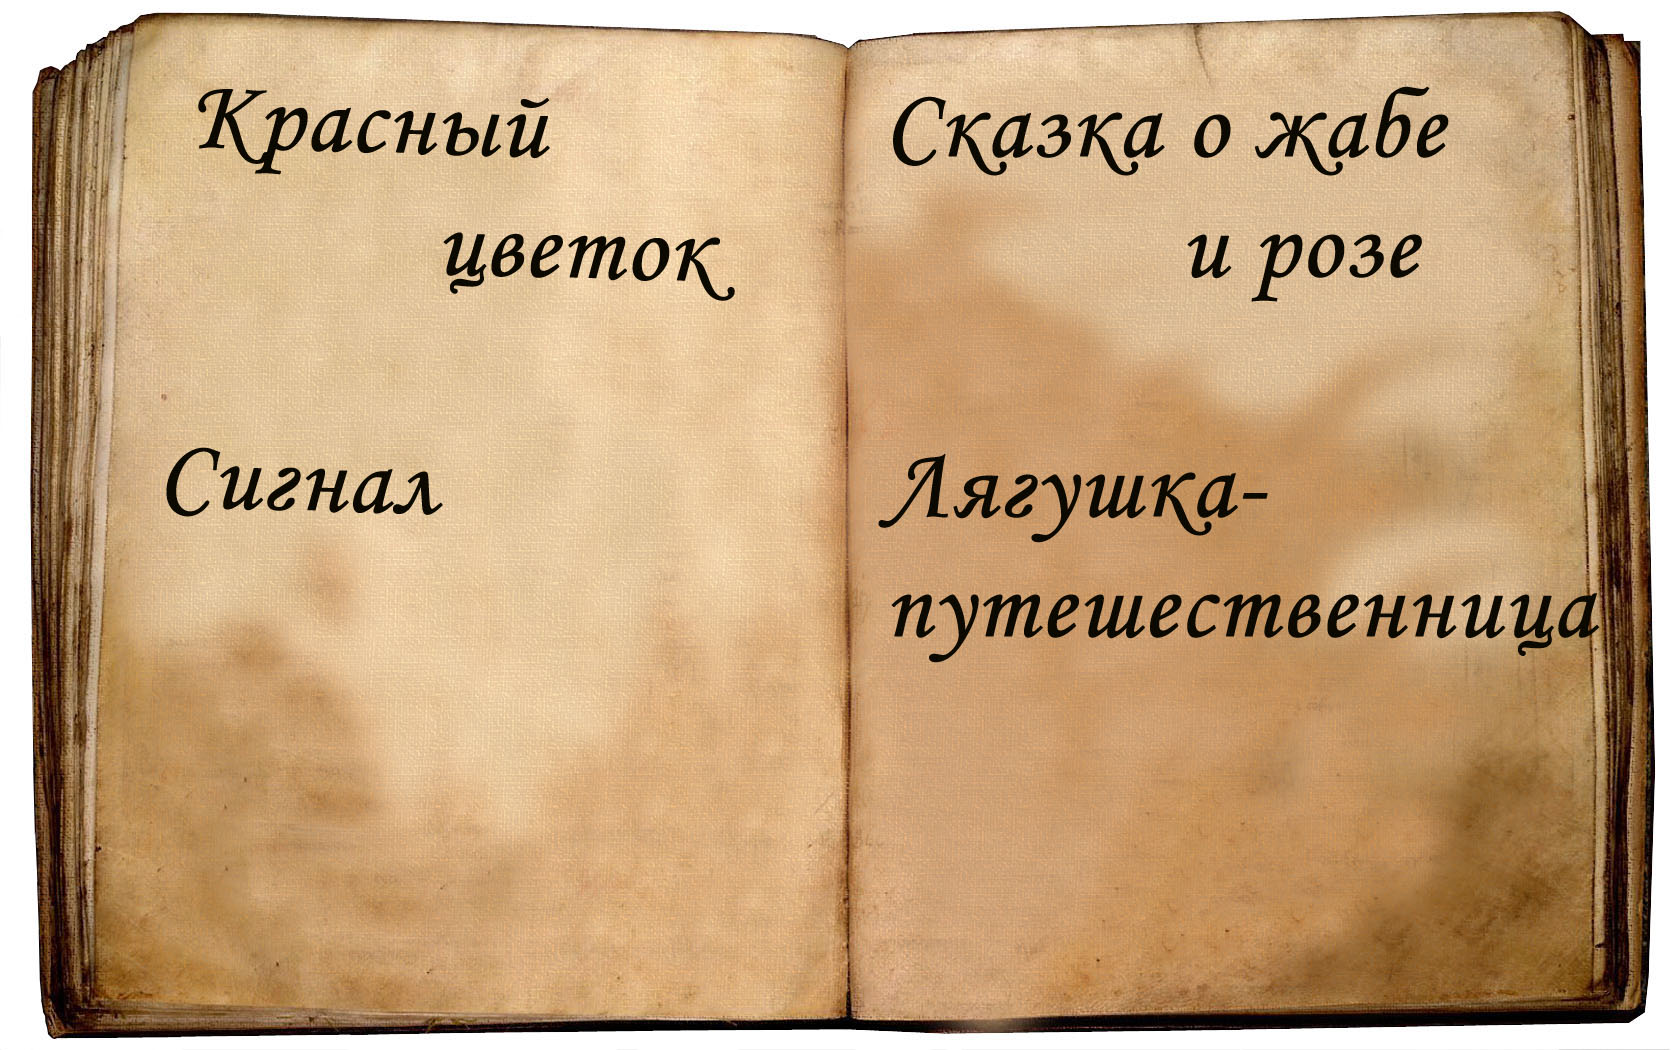 Красный
цветок
Сигнал
Сказка о жабе
и розе
Лягушка-
путешественница